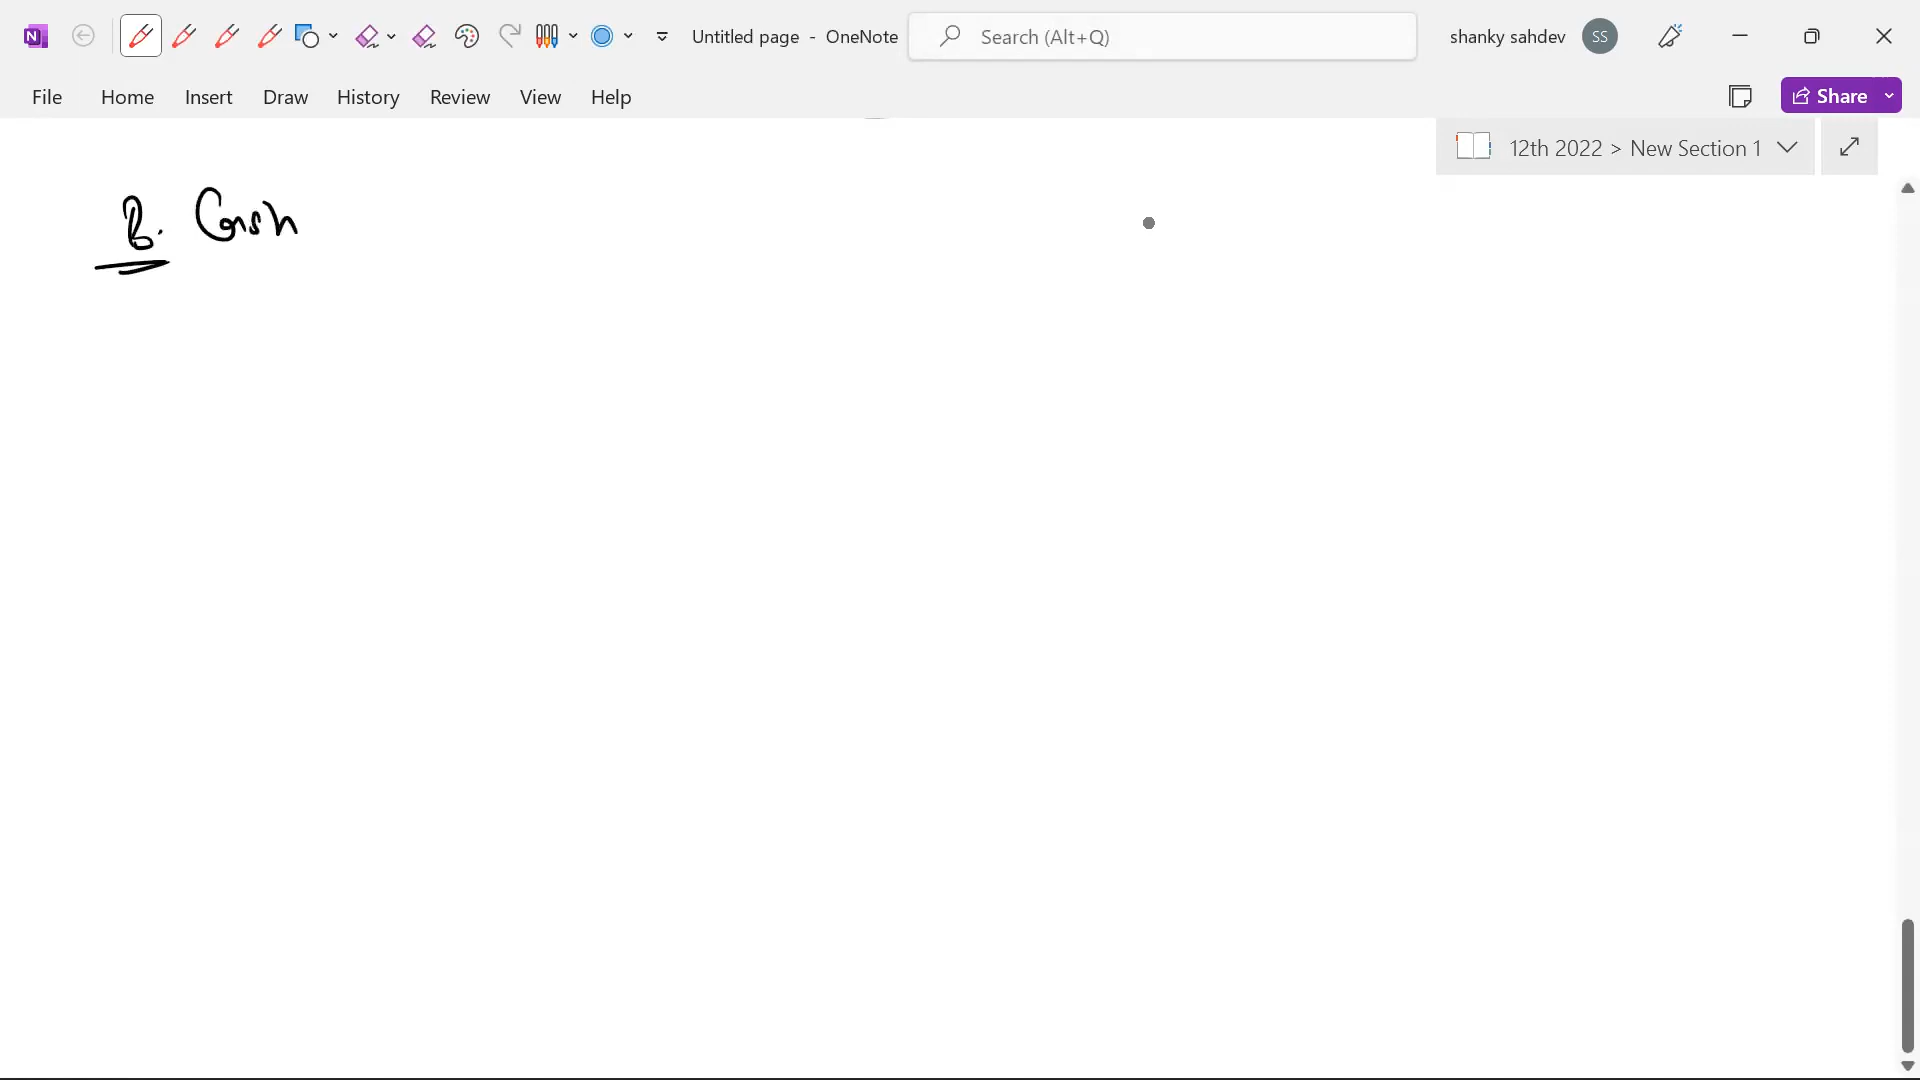 Untitled page - OneNote
Search (Alt+Q)
shanky sahdev
SS
File Home Insert Draw History Review View Help
Share
12th 2022 > New Section 1
B. Cash